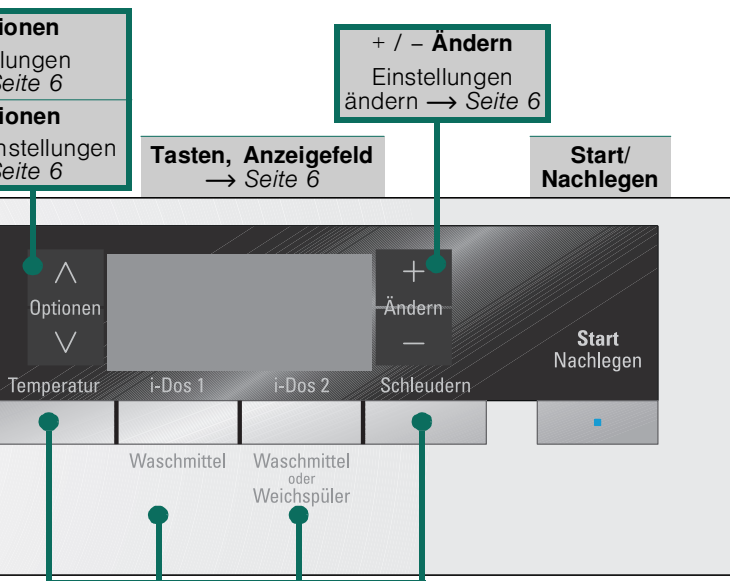 ionen
lungen
Seite 6
ionen
nstellungen
Seite 6
Tasten, Anzeigefeld
→ Seite 6
+ / – Ändern
Einstellungen
ändern → Seite 6
Start/
Nachlegen
Optionen
+
Ändern
–
Start
Nachlegen
Temperatur
i-Dos 1
i-Dos 2
Schleudern
Waschmittel
Waschmittel
oder
Weichspüler